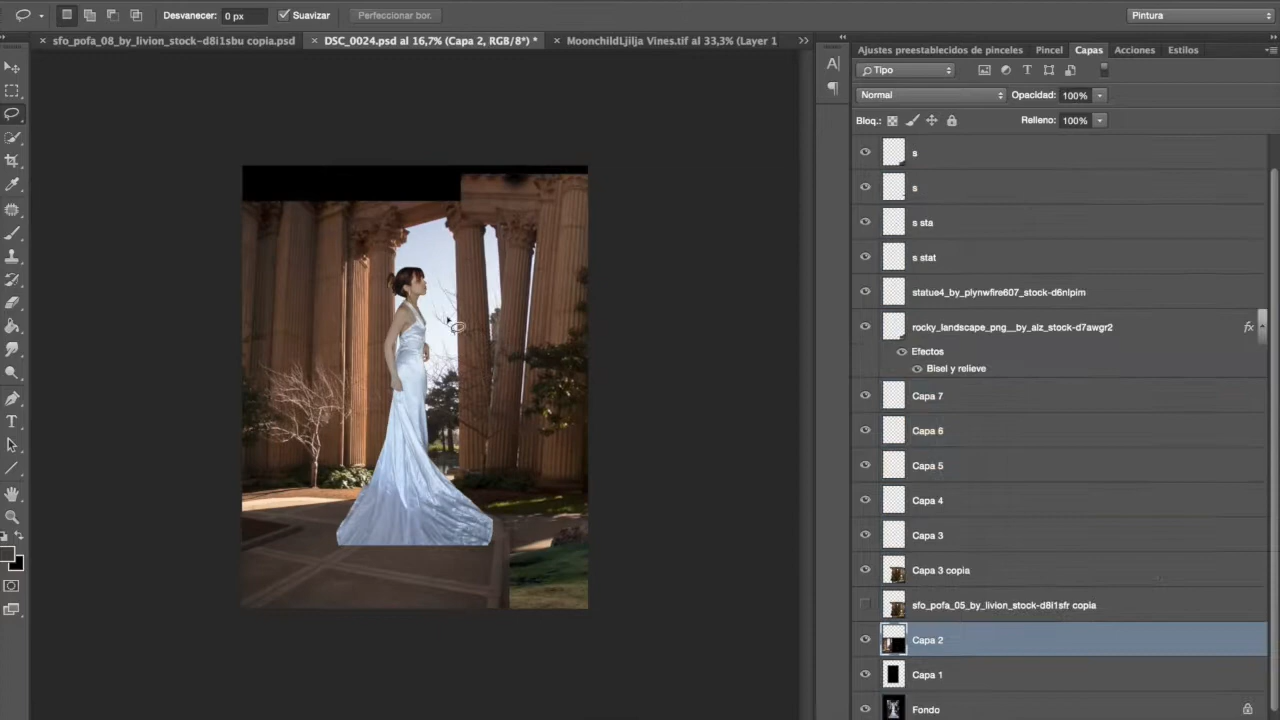 Desvanecer: 0 px Suavizar Perfeccionar bor. Pintura
sfo_pofa_08_by_livion_stock-d8i1sbu copia.psd DSC_0024.psd al 16,7% (Capa 2, RGB/8*) * MoonchildLjilja Vines.tif al 33,3% (Layer 1
Ajustes preestablecidos de pinceles Pincel Capas Acciones Estilos
Tipo
Normal Opacidad: 100%
Bloq.: Relleno: 100%
s
s
s sta
s stat
statue4_by_plynwfire607_stock-d6nlpim
rocky_landscape_png__by_alz_stock-d7awgr2 fx
Efectos
Bisel y relieve
Capa 7
Capa 6
Capa 5
Capa 4
Capa 3
Capa 3 copia
sfo_pofa_05_by_livion_stock-d8i1sfr copia
Capa 2
Capa 1
Fondo